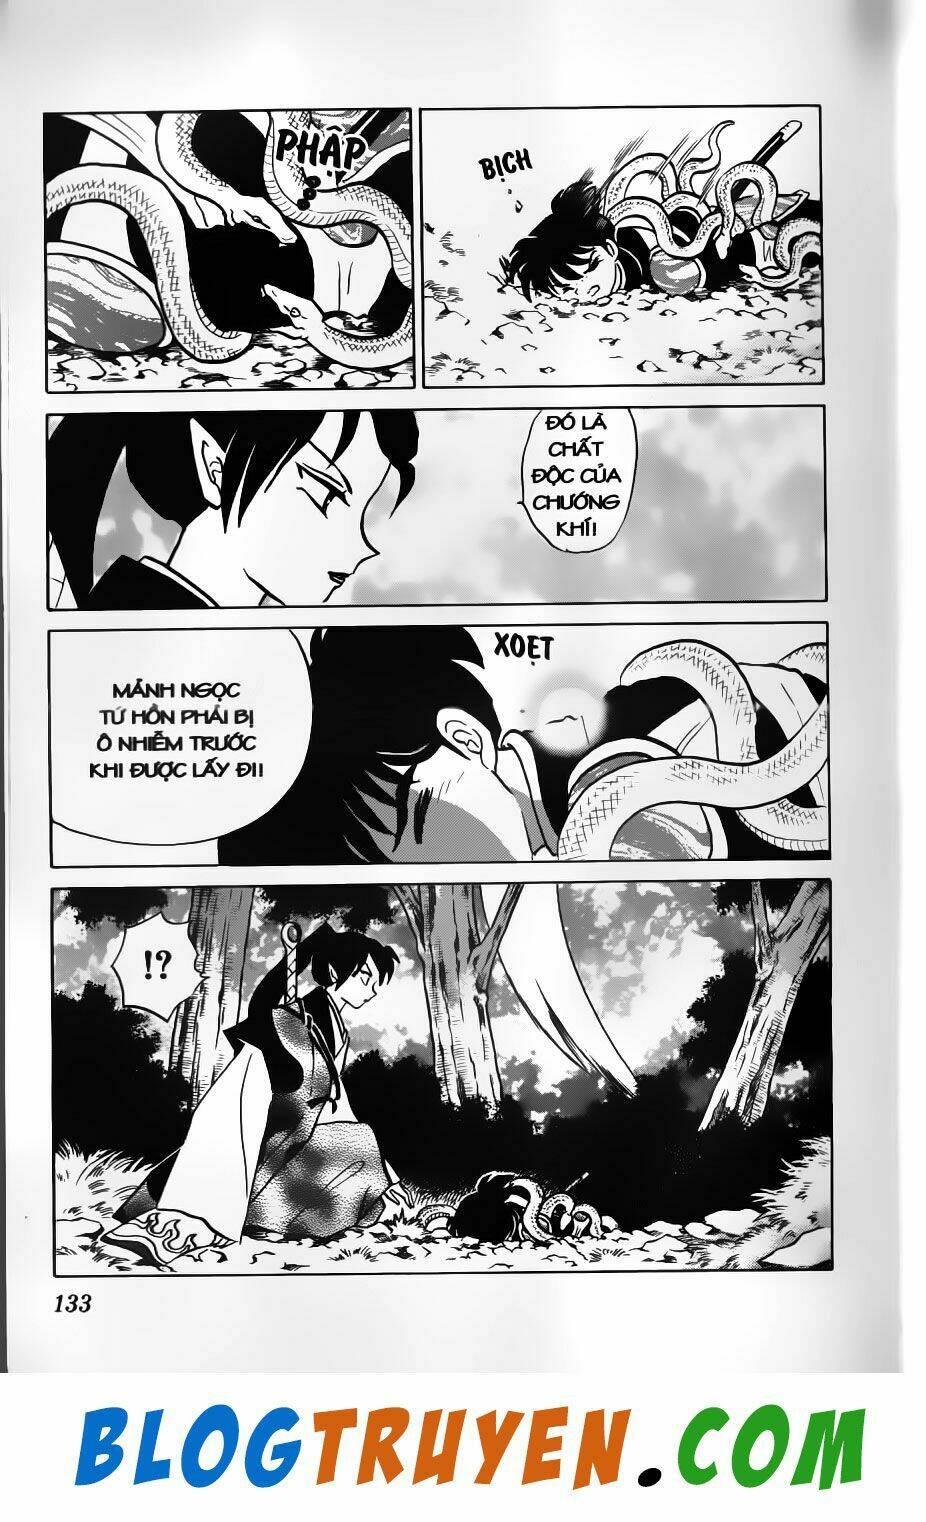 PHẬP
BỊCH
ĐÓ LÀ
CHẤT
ĐỘC CỦA
CHƯỚNG
KHÍ!
XOẸT
MẢNH NGỌC
TỨ HỒN PHẢI BỊ
Ô NHIỄM TRƯỚC
KHI ĐƯỢC LẤY ĐI!
!?
133
BLOGTRUYEN.COM